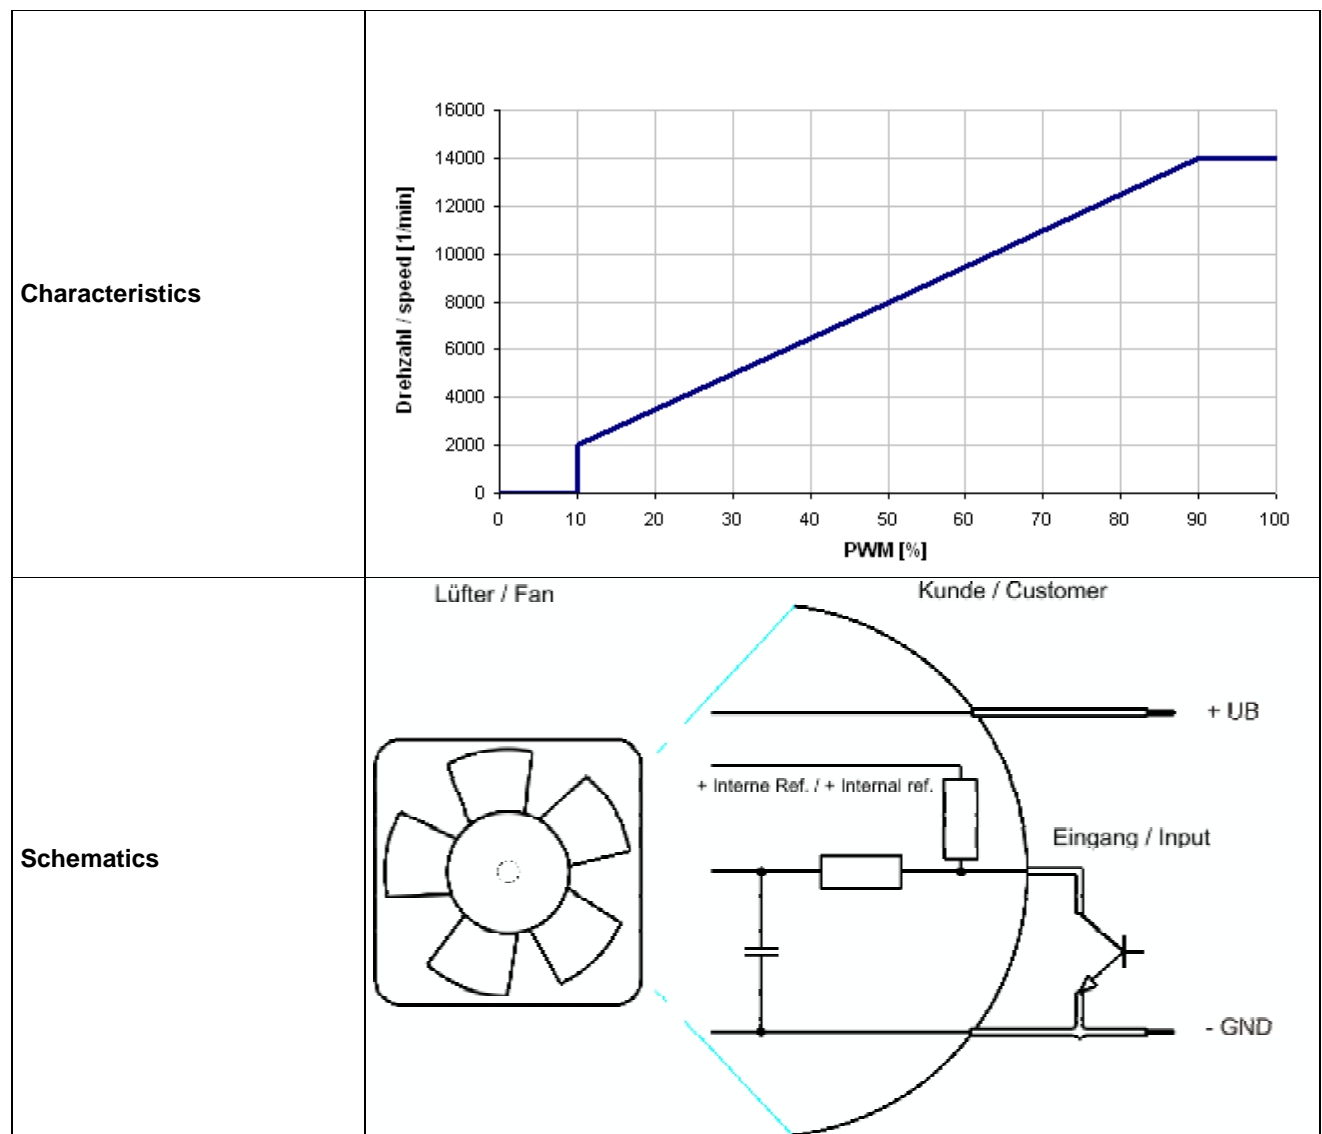 Characteristics
16000
14000
12000
10000
8000
6000
4000
2000
0
Drehzahl / speed [1/min]
0 10 20 30 40 50 60 70 80 90 100
PWM [%]
Schematics
Lüfter / Fan
Kunde / Customer
+ UB
+ Interne Ref. / + Internal ref.
Eingang / Input
- GND